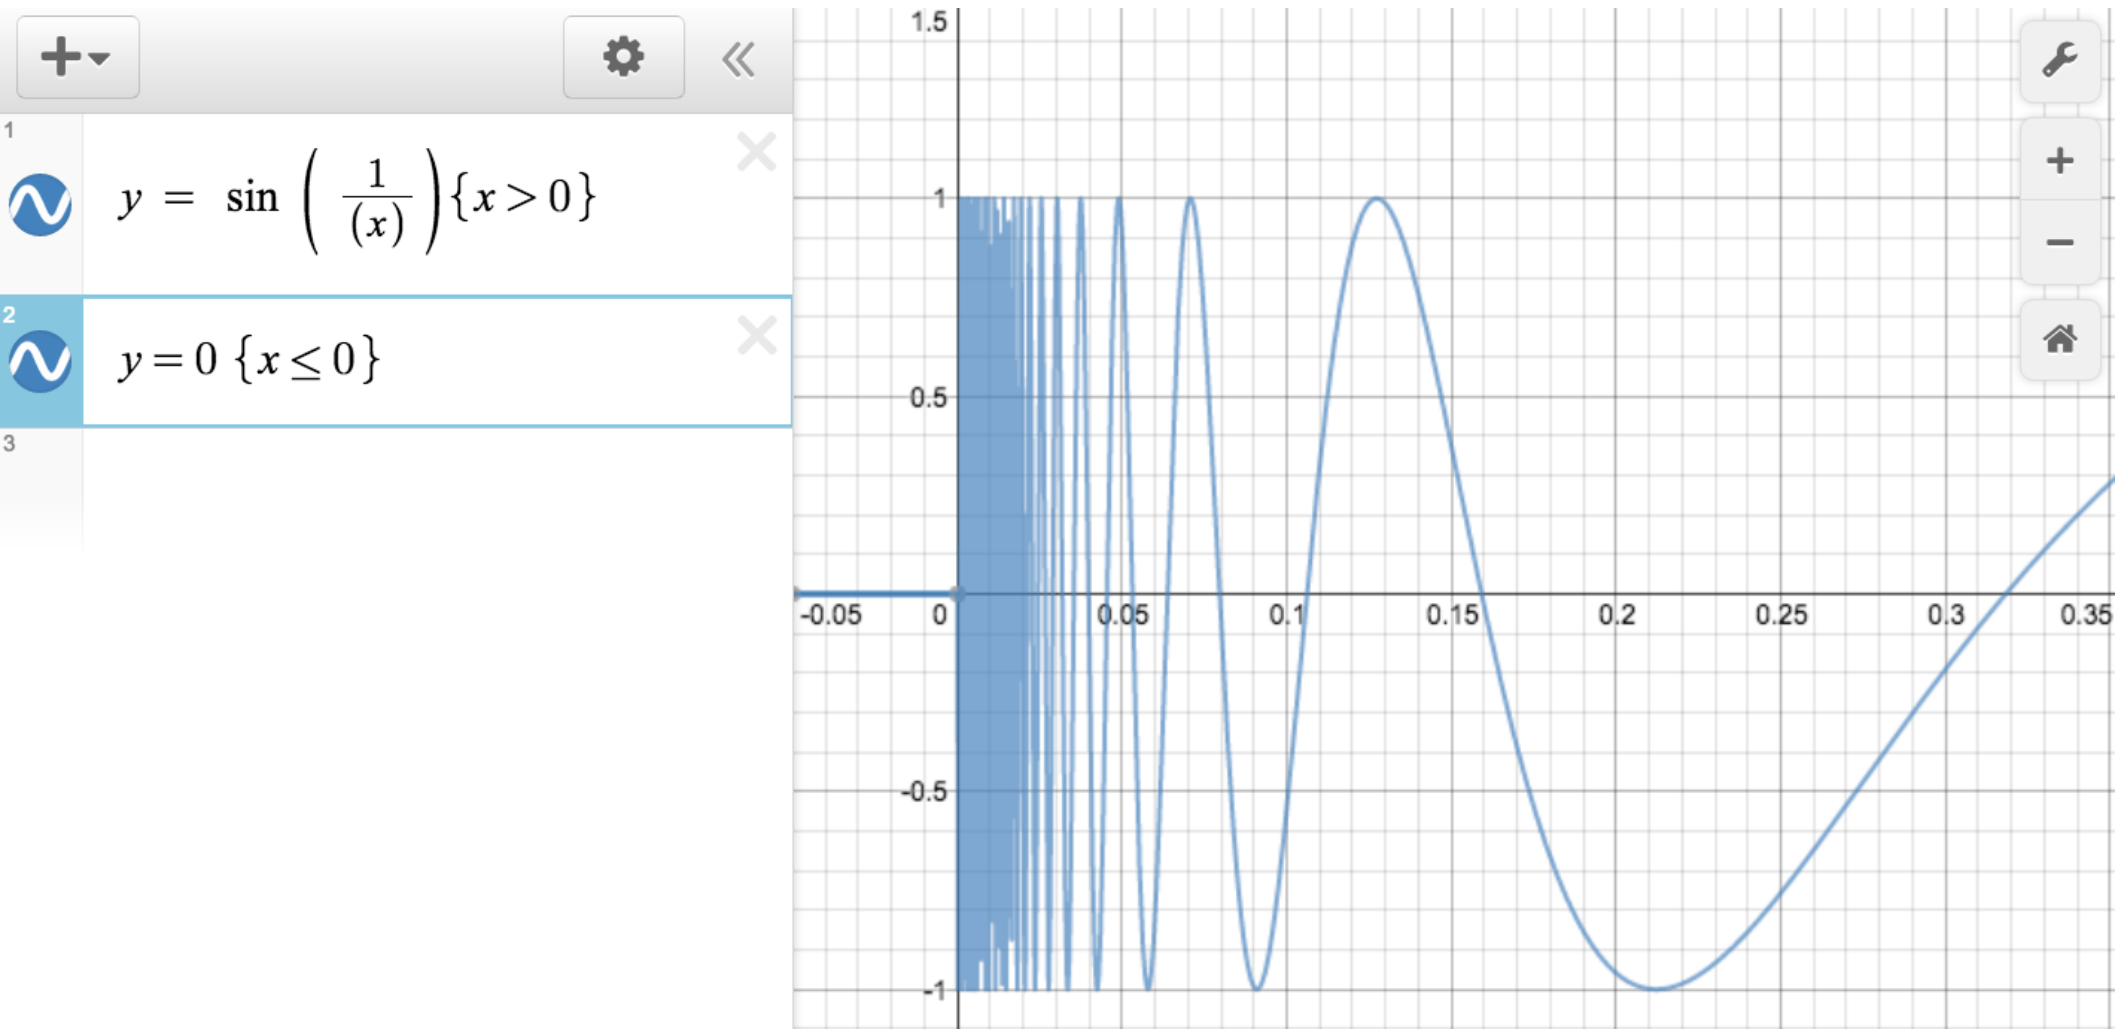 1
y = sin ( 1/(x) ) {x > 0}
2
y = 0 {x ≤ 0}
3
1.5
1
0.5
-0.05 0 0.05 0.1 0.15 0.2 0.25 0.3 0.35
-0.5
-1